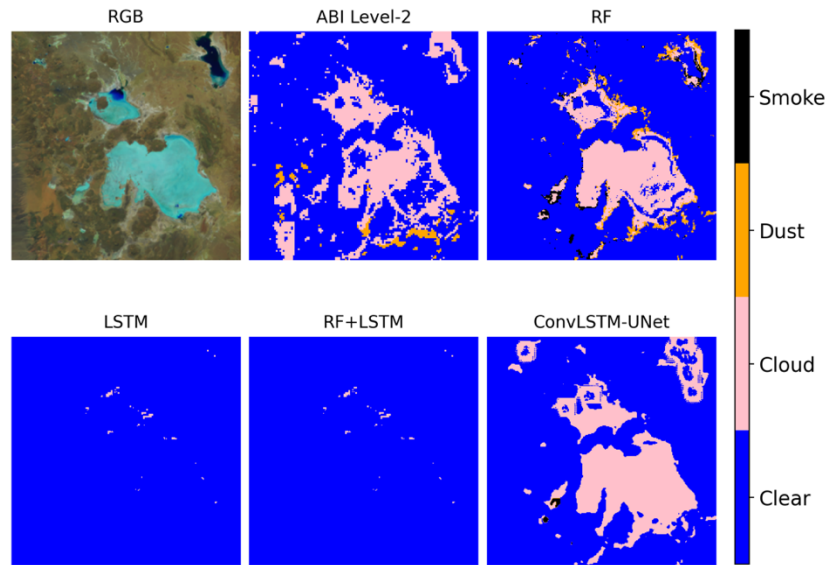 RGB
ABI Level-2
RF
Smoke
Dust
LSTM
RF+LSTM
ConvLSTM-UNet
Cloud
Clear